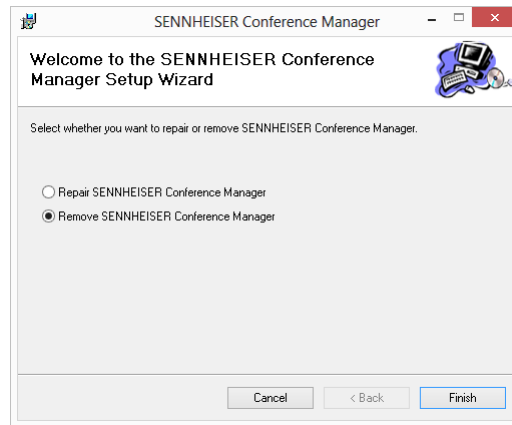 SENNHEISER Conference Manager
Welcome to the SENNHEISER Conference
Manager Setup Wizard
Select whether you want to repair or remove SENNHEISER Conference Manager.
Repair SENNHEISER Conference Manager
Remove SENNHEISER Conference Manager
Cancel
< Back
Finish